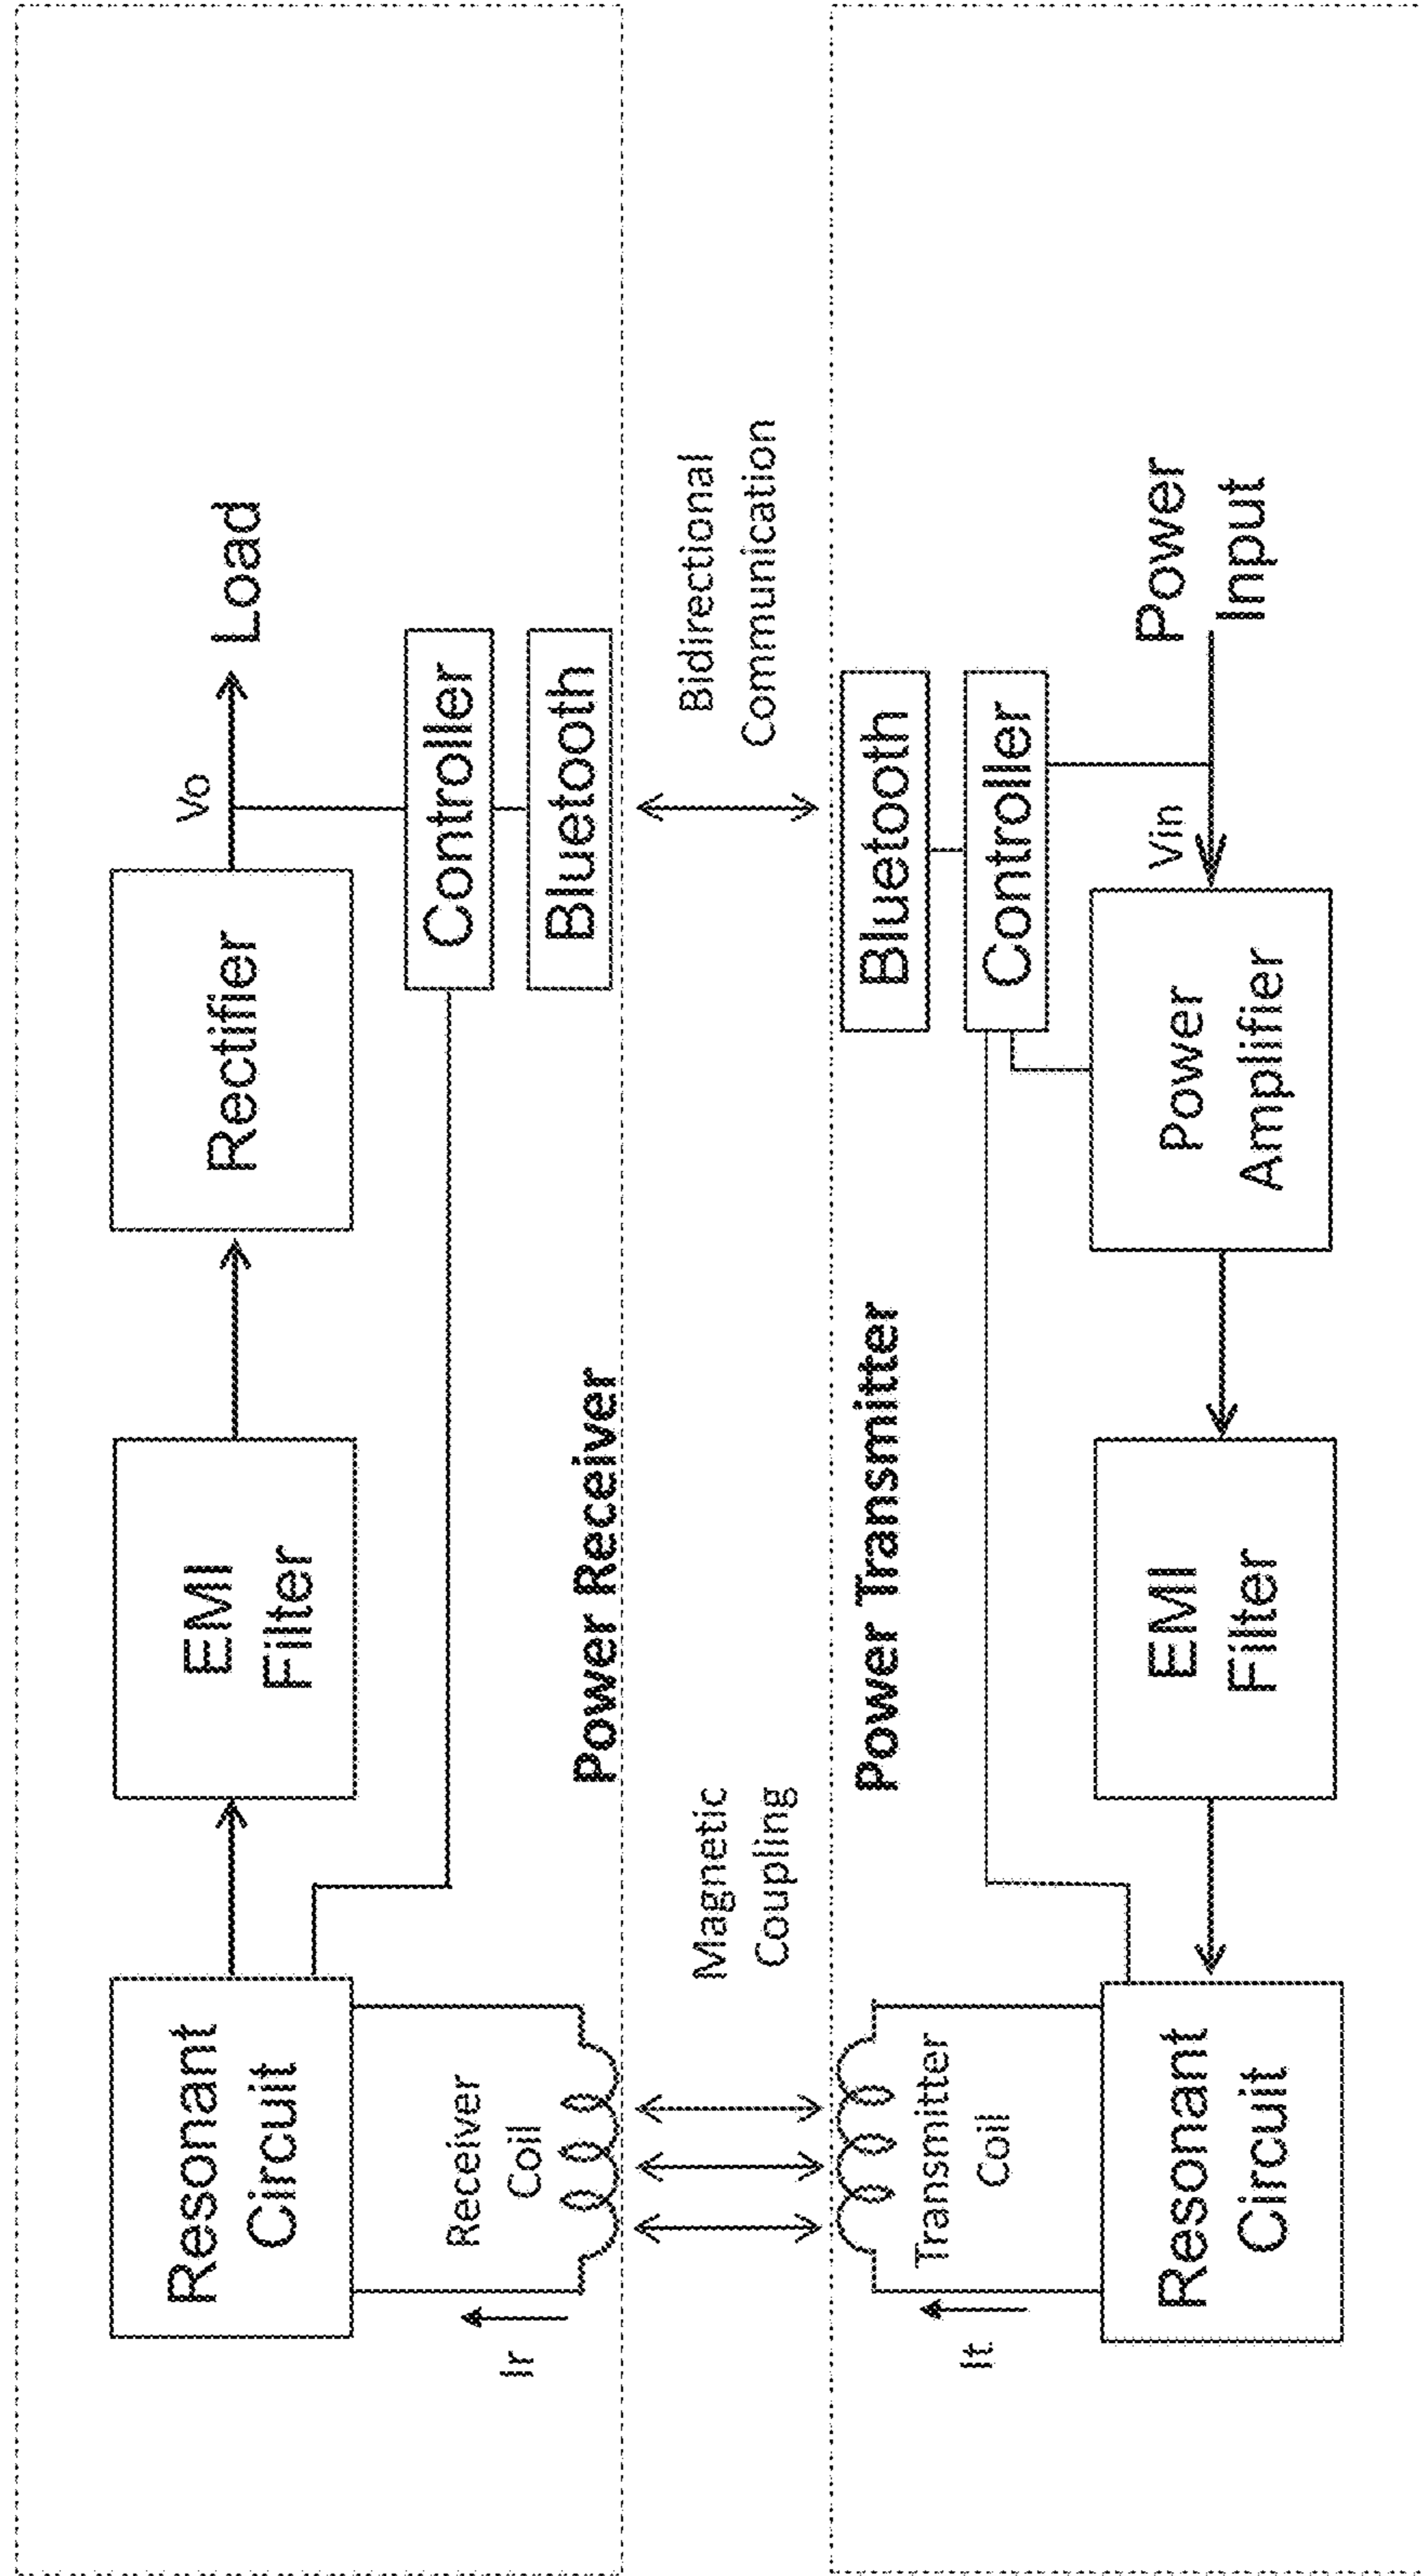 Resonant
Circuit
EMI
Filter
Rectifier
Vo
Load
Controller
Bluetooth
Receiver
Coil
Ir
Power Receiver
Magnetic
Coupling
Bidirectional
Communication
Power Transmitter
Bluetooth
Controller
Transmitter
Coil
It
Resonant
Circuit
EMI
Filter
Power
Amplifier
Vin
Power
Input